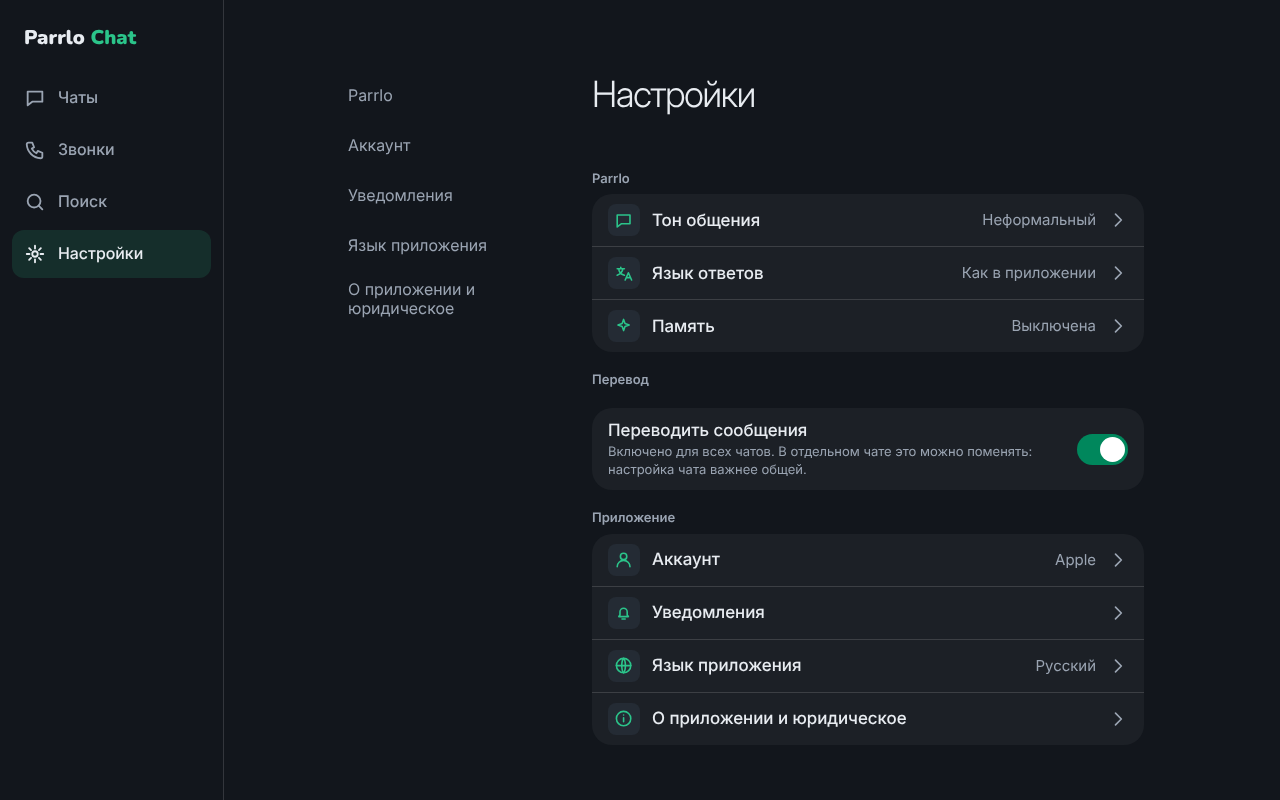 Parrlo Chat
Чаты
Звонки
Поиск
Настройки
Parrlo
Аккаунт
Уведомления
Язык приложения
О приложении и
юридическое
Настройки
Parrlo
Тон общения Неформальный
Язык ответов Как в приложении
Память Выключена
Перевод
Переводить сообщения
Включено для всех чатов. В отдельном чате это можно поменять:
настройка чата важнее общей.
Приложение
Аккаунт Apple
Уведомления
Язык приложения Русский
О приложении и юридическое